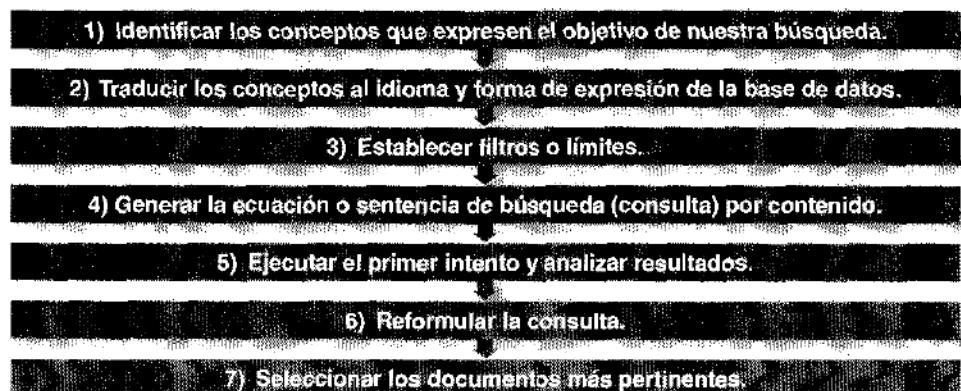 1) Identificar los conceptos que expresen el objetivo de nuestra búsqueda.
2) Traducir los conceptos al idioma y forma de expresión de la base de datos.
3) Establecer filtros o límites.
4) Generar la ecuación o sentencia de búsqueda (consulta) por contenido.
5) Ejecutar el primer intento y analizar resultados.
6) Reformular la consulta.
7) Seleccionar los documentos más pertinentes.